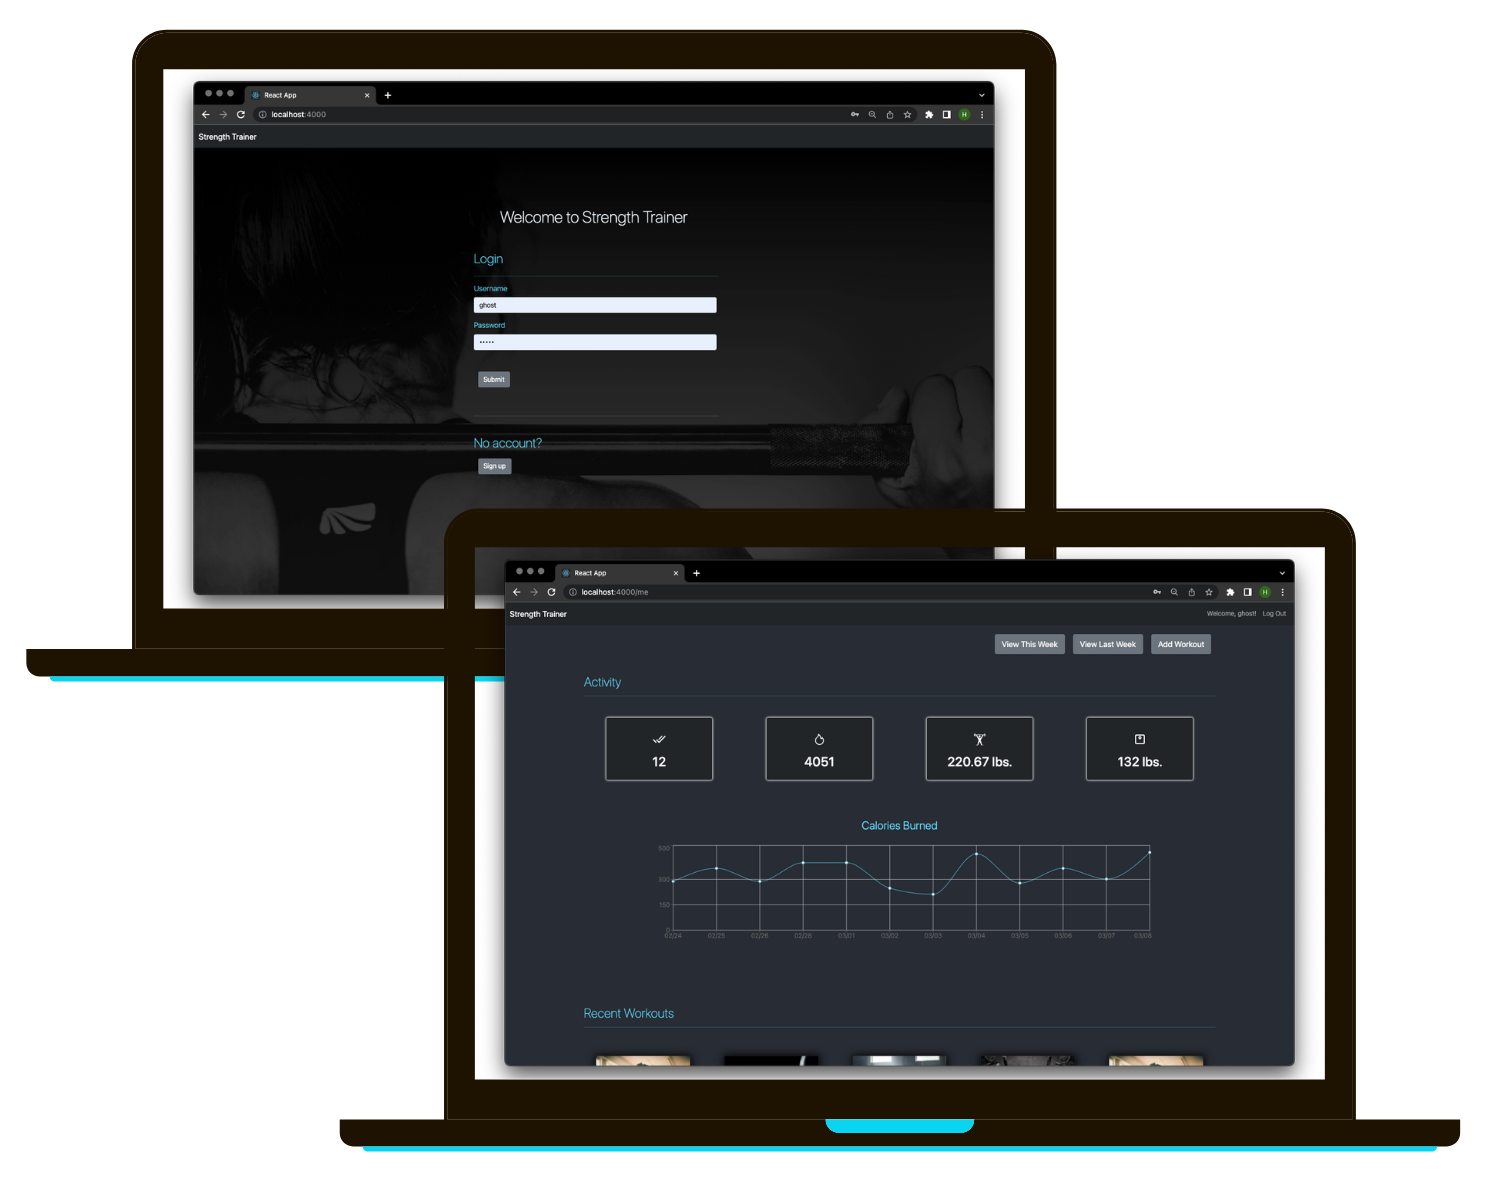 React App
localhost:4000
H
Strength Trainer
Welcome to Strength Trainer
Login
Username
ghost
Password
•••••
Submit
No account?
Sign up
React App
localhost:4000/me
H
Strength Trainer
Welcome, ghost! Log Out
View This Week View Last Week Add Workout
Activity
12 4051 220.67 lbs. 132 lbs.
Calories Burned
600
300
150
0
02/24 02/25 02/26 02/28 03/01 03/02 03/03 03/04 03/05 03/06 03/07 03/08
Recent Workouts